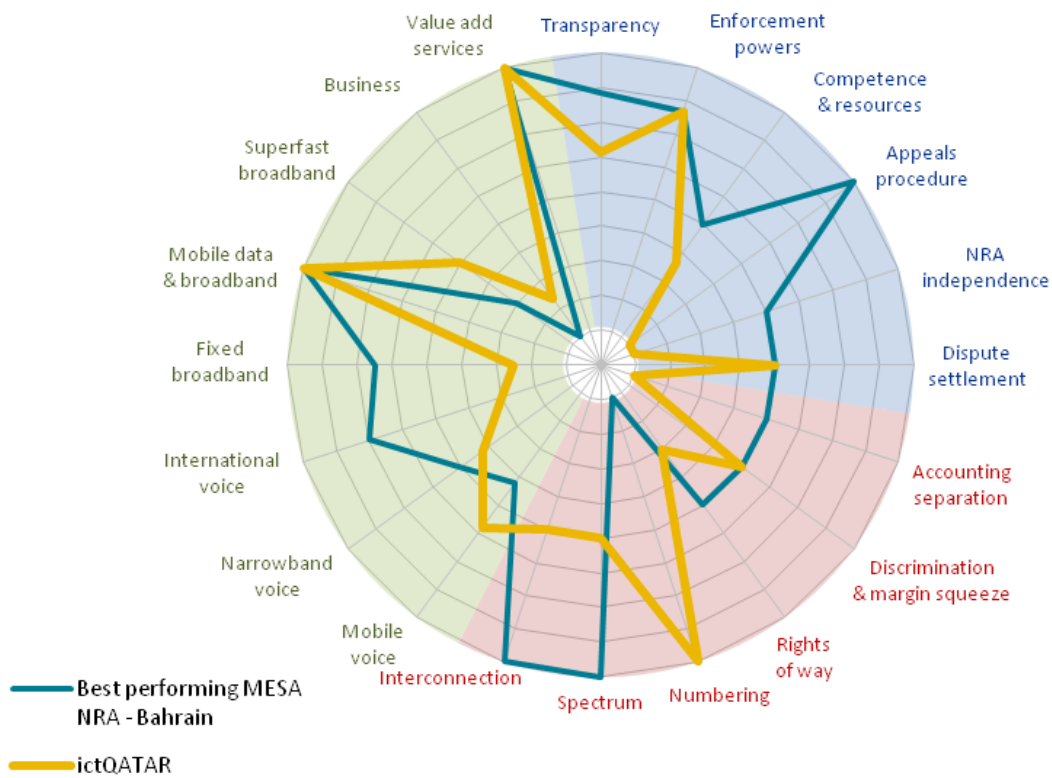 Transparency
Enforcement
powers
Competence
& resources
Appeals
procedure
NRA
independence
Dispute
settlement
Accounting
separation
Discrimination
& margin squeeze
Rights
of way
Numbering
Spectrum
Interconnection
Mobile
voice
Narrowband
voice
International
voice
Fixed
broadband
Mobile data
& broadband
Superfast
broadband
Business
Value add
services
Best performing MESA
NRA - Bahrain
ictQATAR